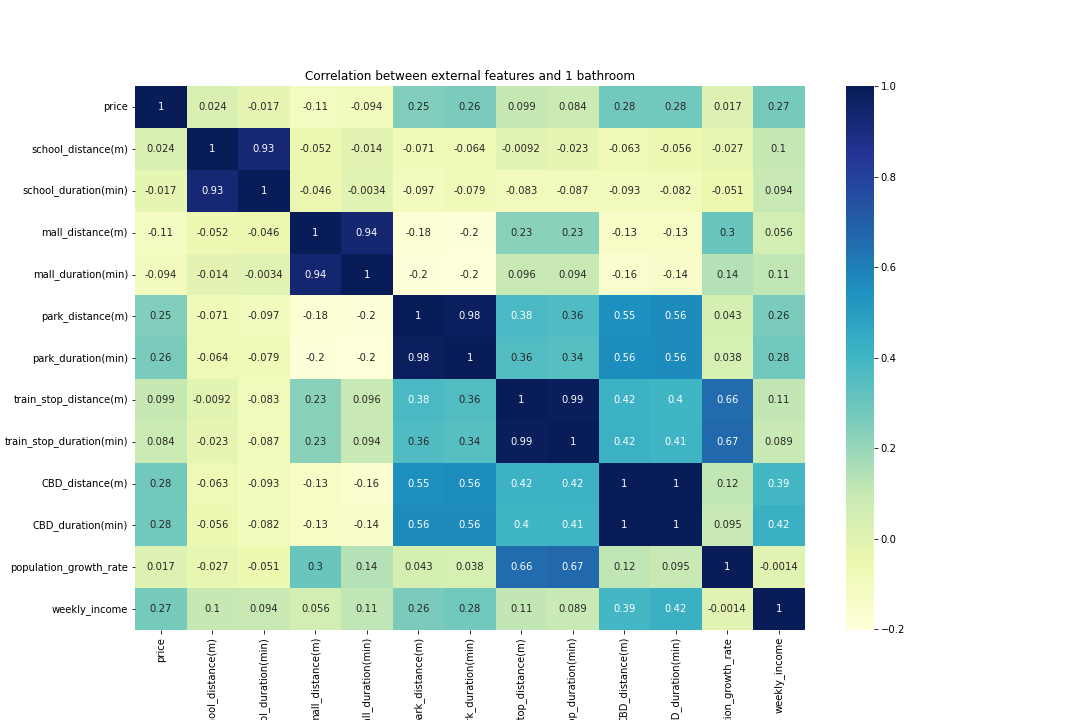 Correlation between external features and 1 bathroom
price 1 0.024 -0.017 -0.11 -0.094 0.25 0.26 0.099 0.084 0.28 0.28 0.017 0.27
school_distance(m) 0.024 1 0.93 -0.052 -0.014 -0.071 -0.064 -0.0092 -0.023 -0.063 -0.056 -0.027 0.1
school_duration(min) -0.017 0.93 1 -0.046 -0.0034 -0.097 -0.079 -0.083 -0.087 -0.093 -0.082 -0.051 0.094
mall_distance(m) -0.11 -0.052 -0.046 1 0.94 -0.18 -0.2 0.23 0.23 -0.13 -0.13 0.3 0.056
mall_duration(min) -0.094 -0.014 -0.0034 0.94 1 -0.2 -0.2 0.096 0.094 -0.16 -0.14 0.14 0.11
park_distance(m) 0.25 -0.071 -0.097 -0.18 -0.2 1 0.98 0.38 0.36 0.55 0.56 0.043 0.26
park_duration(min) 0.26 -0.064 -0.079 -0.2 -0.2 0.98 1 0.36 0.34 0.56 0.56 0.038 0.28
train_stop_distance(m) 0.099 -0.0092 -0.083 0.23 0.096 0.38 0.36 1 0.99 0.42 0.4 0.66 0.11
train_stop_duration(min) 0.084 -0.023 -0.087 0.23 0.094 0.36 0.34 0.99 1 0.42 0.41 0.67 0.089
CBD_distance(m) 0.28 -0.063 -0.093 -0.13 -0.16 0.55 0.56 0.42 0.42 1 1 0.12 0.39
CBD_duration(min) 0.28 -0.056 -0.082 -0.13 -0.14 0.56 0.56 0.4 0.41 1 1 0.095 0.42
population_growth_rate 0.017 -0.027 -0.051 0.3 0.14 0.043 0.038 0.66 0.67 0.12 0.095 1 -0.0014
weekly_income 0.27 0.1 0.094 0.056 0.11 0.26 0.28 0.11 0.089 0.39 0.42 -0.0014 1
price
ool_distance(m)
ol_duration(min)
mall_distance(m)
all_duration(min)
ark_distance(m)
rk_duration(min)
stop_distance(m)
op_duration(min)
CBD_distance(m)
D_duration(min)
tion_growth_rate
weekly_income
1.0
0.8
0.6
0.4
0.2
0.0
−0.2